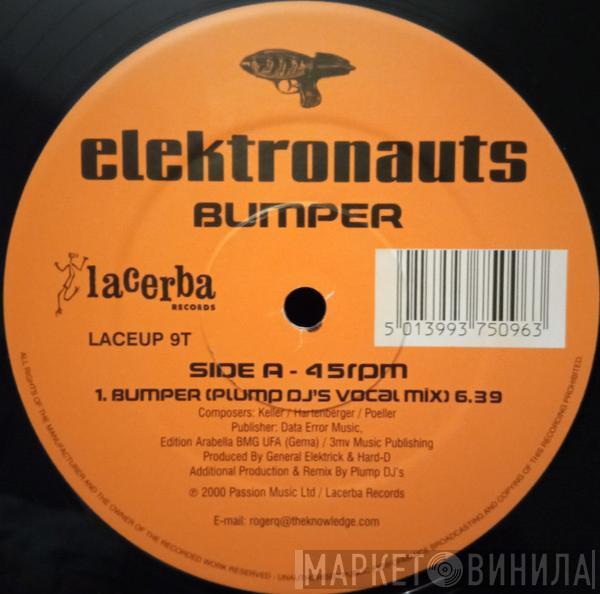 elektronauts
BUMPER
lacerba
RECORDS
LACEUP 9T
5 013993 750963
SIDE A - 45rpm
1. BUMPER (PLUMP DJ'S VOCAL MIX) 6.39
Composers: Keller / Hartenberger / Poeller
Publisher: Data Error Music,
Edition Arabella BMG UFA (Gema) / 3mv Music Publishing
Produced By General Elektrick & Hard-D
Additional Production & Remix By Plump DJ's
℗ 2000 Passion Music Ltd / Lacerba Records
E-mail: rogerq@theknowledge.com
ALL RIGHTS OF THE MANUFACTURER AND THE OWNER OF THE RECORDED WORK RESERVED - UNAUTHORISED BROADCASTING AND COPYING OF THIS RECORDING PROHIBITED.
МАРКЕТ ВИНИЛА